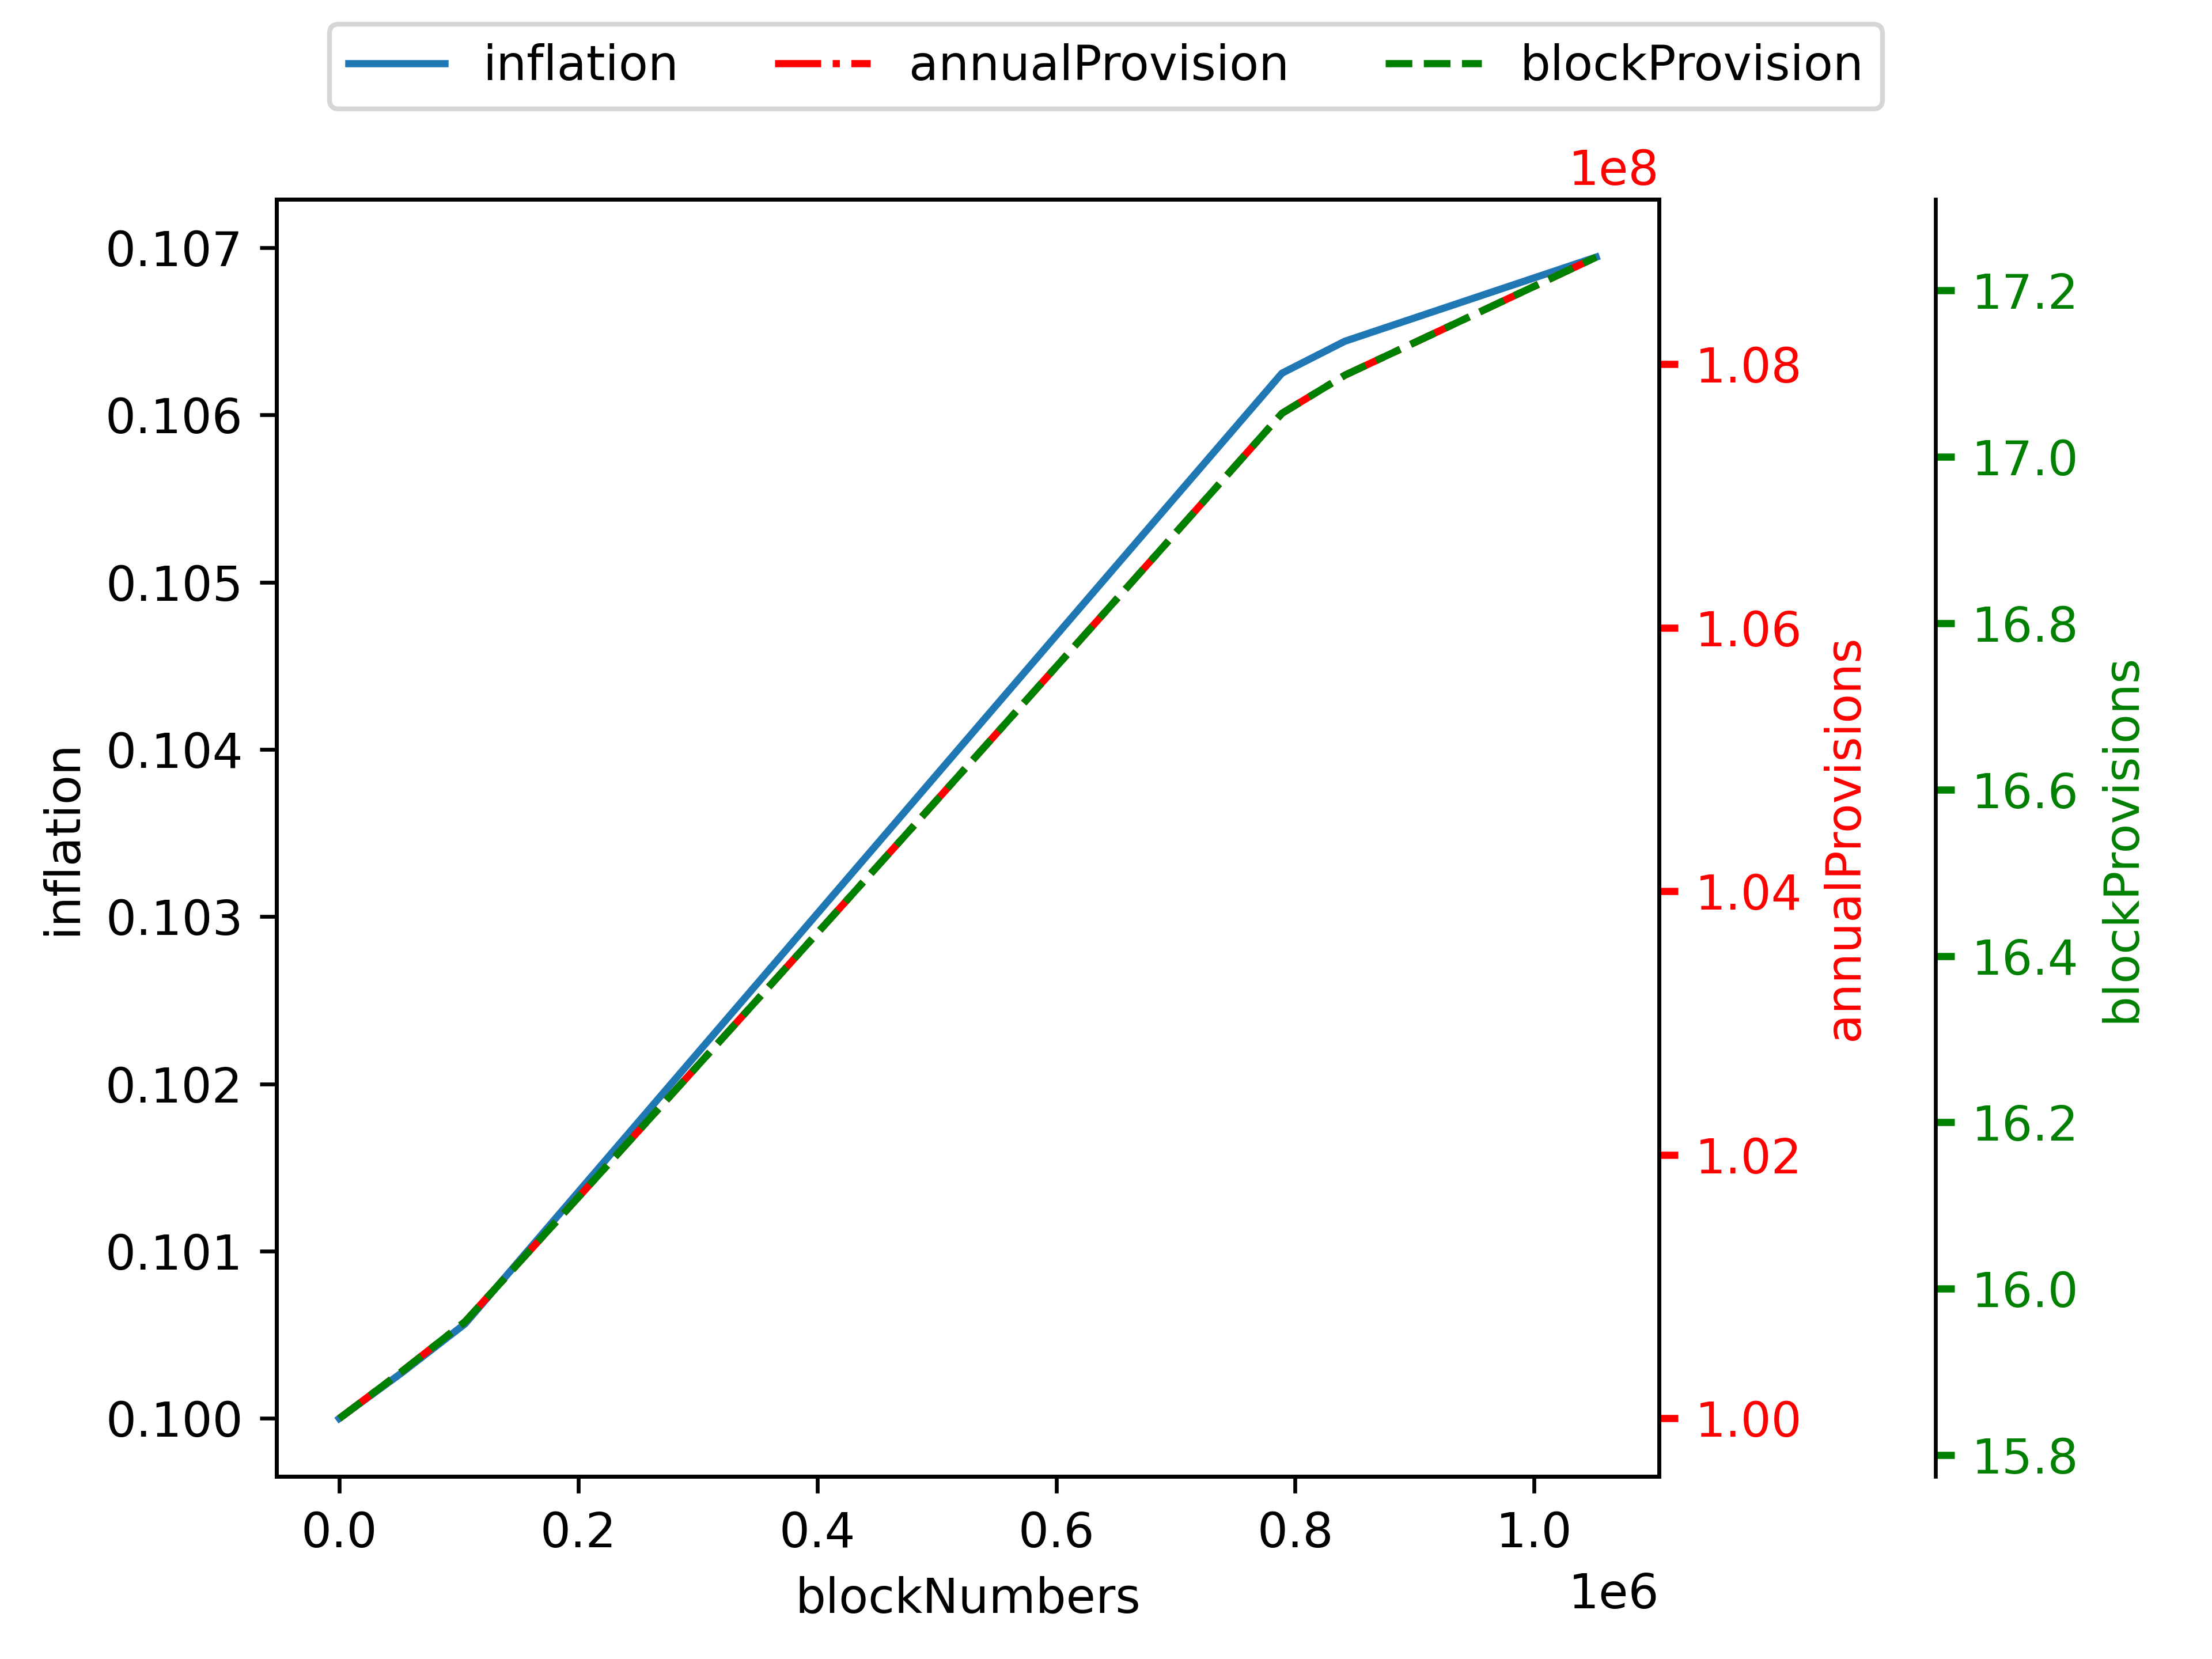 inflation annualProvision blockProvision
1e8
0.107
0.106
0.105
0.104
0.103
0.102
0.101
0.100
inflation
1.08
1.06
1.04
1.02
1.00
annualProvisions
17.2
17.0
16.8
16.6
16.4
16.2
16.0
15.8
blockProvisions
0.0 0.2 0.4 0.6 0.8 1.0
blockNumbers
1e6